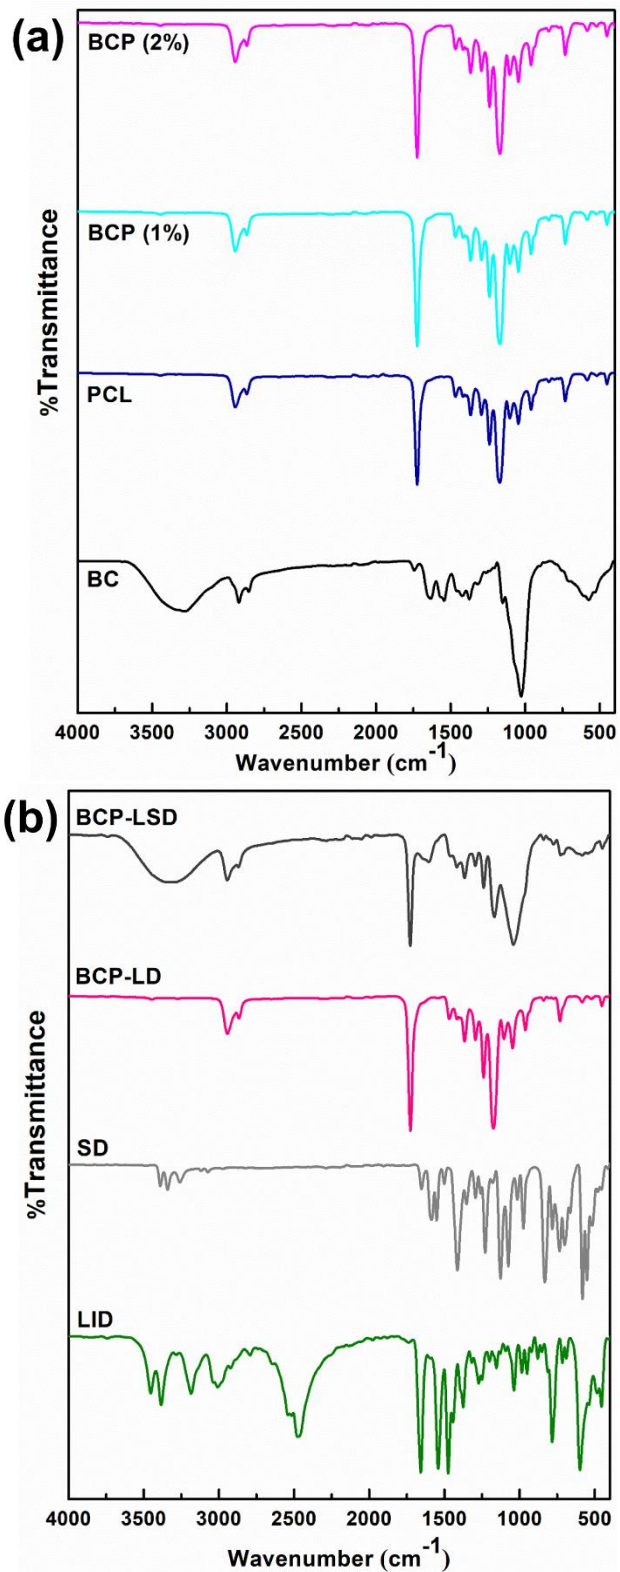 (a)
BCP (2%)
BCP (1%)
PCL
BC
%Transmittance
4000 3500 3000 2500 2000 1500 1000 500
Wavenumber (cm-1)
(b)
BCP-LSD
BCP-LD
SD
LID
%Transmittance
4000 3500 3000 2500 2000 1500 1000 500
Wavenumber (cm-1)